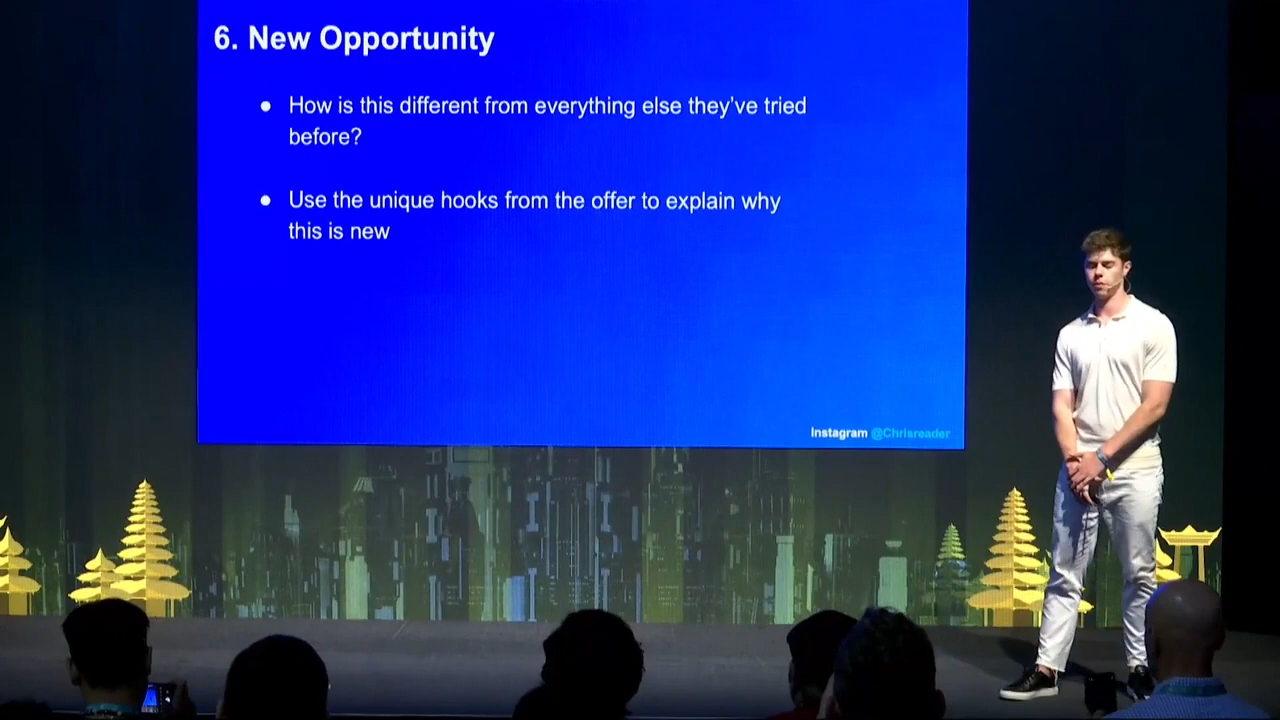 6. New Opportunity
● How is this different from everything else they've tried
before?
● Use the unique hooks from the offer to explain why
this is new
Instagram @Chrisreader